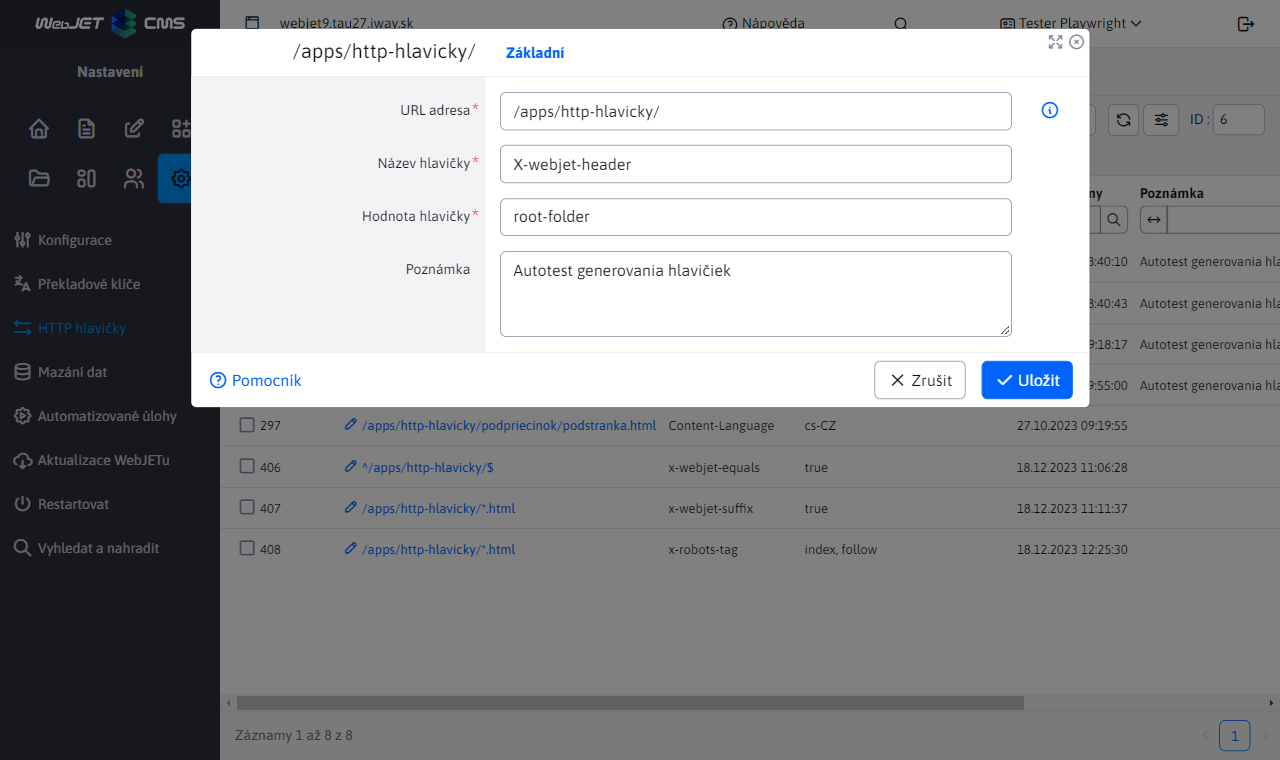 WebJET CMS
webjet9.tau27.iway.sk
Nápověda
Tester Playwright
Nastavení
Konfigurace
Překladové klíče
HTTP hlavičky
Mazání dat
Automatizované úlohy
Aktualizace WebJETu
Restartovat
Vyhledat a nahradit
/apps/http-hlavicky/
Základní
URL adresa*
/apps/http-hlavicky/
Název hlavičky*
X-webjet-header
Hodnota hlavičky*
root-folder
Poznámka
Autotest generovania hlavičiek
Pomocník
Zrušit
Uložit
ID : 6
Poznámka
:40:10 Autotest generovania hla
:40:43 Autotest generovania hla
:18:17 Autotest generovania hla
:55:00 Autotest generovania hla
297 /apps/http-hlavicky/podpriecinok/podstranka.html Content-Language cs-CZ 27.10.2023 09:19:55
406 ^/apps/http-hlavicky/$ x-webjet-equals true 18.12.2023 11:06:28
407 /apps/http-hlavicky/*.html x-webjet-suffix true 18.12.2023 11:11:37
408 /apps/http-hlavicky/*.html x-robots-tag index, follow 18.12.2023 12:25:30
Záznamy 1 až 8 z 8
1